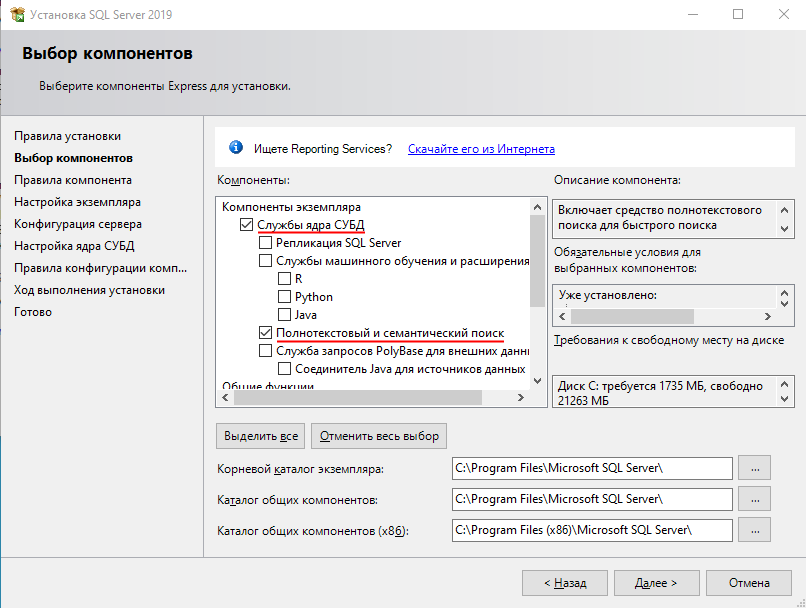 Установка SQL Server 2019
Выбор компонентов
Выберите компоненты Express для установки.
Правила установки
Выбор компонентов
Правила компонента
Настройка экземпляра
Конфигурация сервера
Настройка ядра СУБД
Правила конфигурации комп...
Ход выполнения установки
Готово
Ищете Reporting Services? Скачайте его из Интернета
Компоненты:
Компоненты экземпляра
Службы ядра СУБД
Репликация SQL Server
Службы машинного обучения и расширения
R
Python
Java
Полнотекстовый и семантический поиск
Служба запросов PolyBase для внешних данн
Соединитель Java для источников данных
Общие функции
Описание компонента:
Включает средство полнотекстового
поиска для быстрого поиска
Обязательные условия для
выбранных компонентов:
Уже установлено:
Требования к свободному месту на диске
Диск C: требуется 1735 МБ, свободно
21263 МБ
Выделить все
Отменить весь выбор
Корневой каталог экземпляра:
C:\Program Files\Microsoft SQL Server\
...
Каталог общих компонентов:
C:\Program Files\Microsoft SQL Server\
...
Каталог общих компонентов (x86):
C:\Program Files (x86)\Microsoft SQL Server\
...
< Назад
Далее >
Отмена